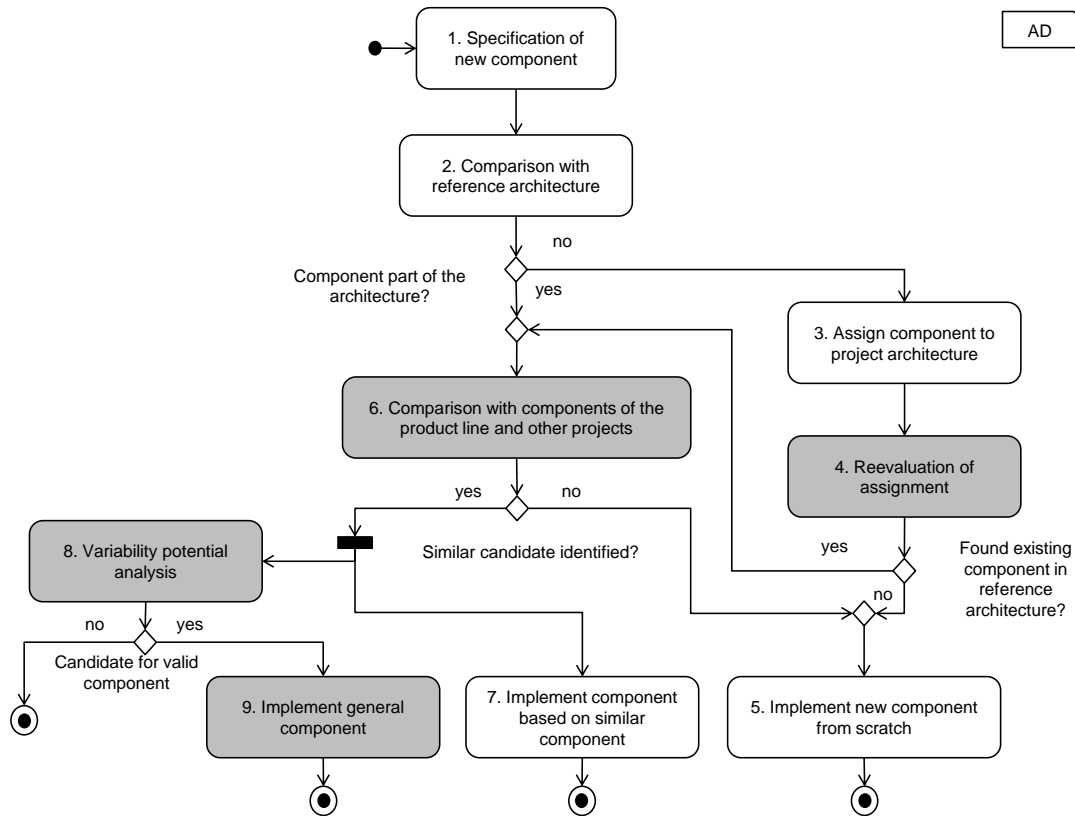 AD
1. Specification of
new component
2. Comparison with
reference architecture
no
Component part of the
architecture?
yes
3. Assign component to
project architecture
6. Comparison with components of the
product line and other projects
4. Reevaluation of
assignment
yes
no
Similar candidate identified?
yes
Found existing
component in
reference
architecture?
no
8. Variability potential
analysis
no
yes
Candidate for valid
component
9. Implement general
component
7. Implement component
based on similar
component
5. Implement new component
from scratch